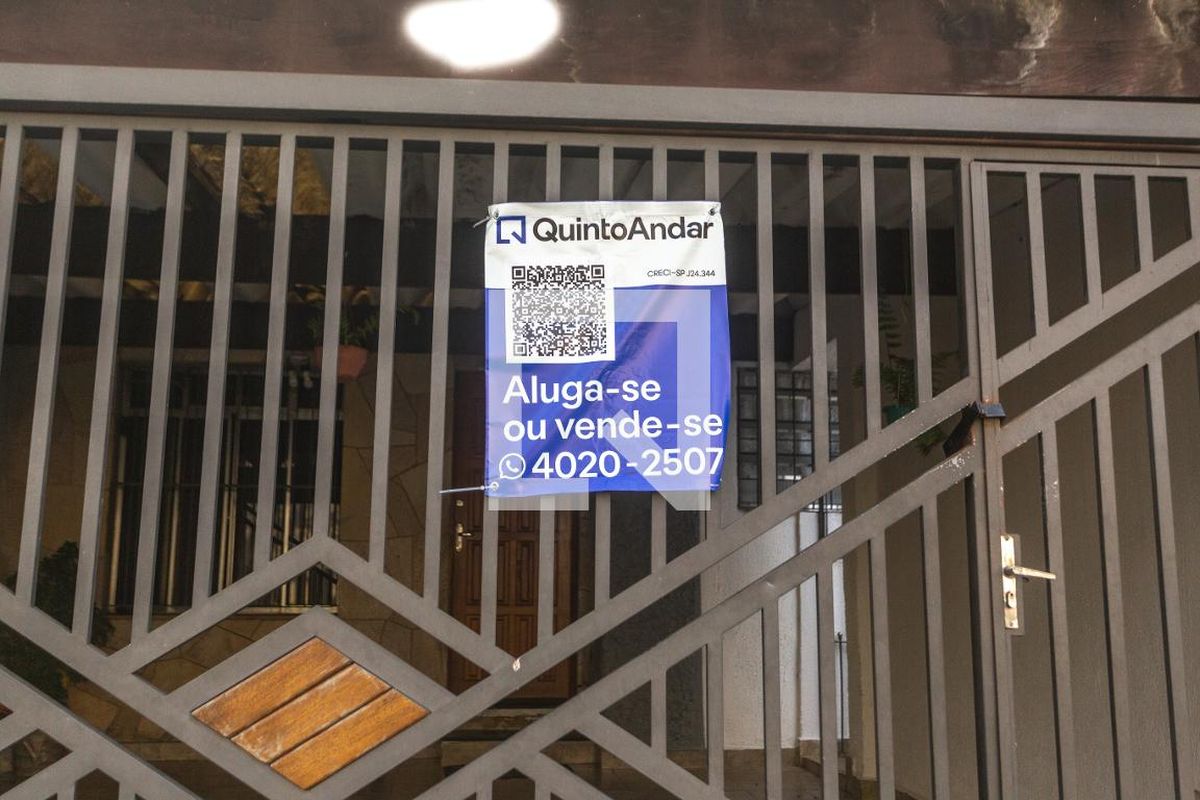 QuintoAndar
CRECI-SP J24.344
Aluga-se
ou vende-se
4020-2507